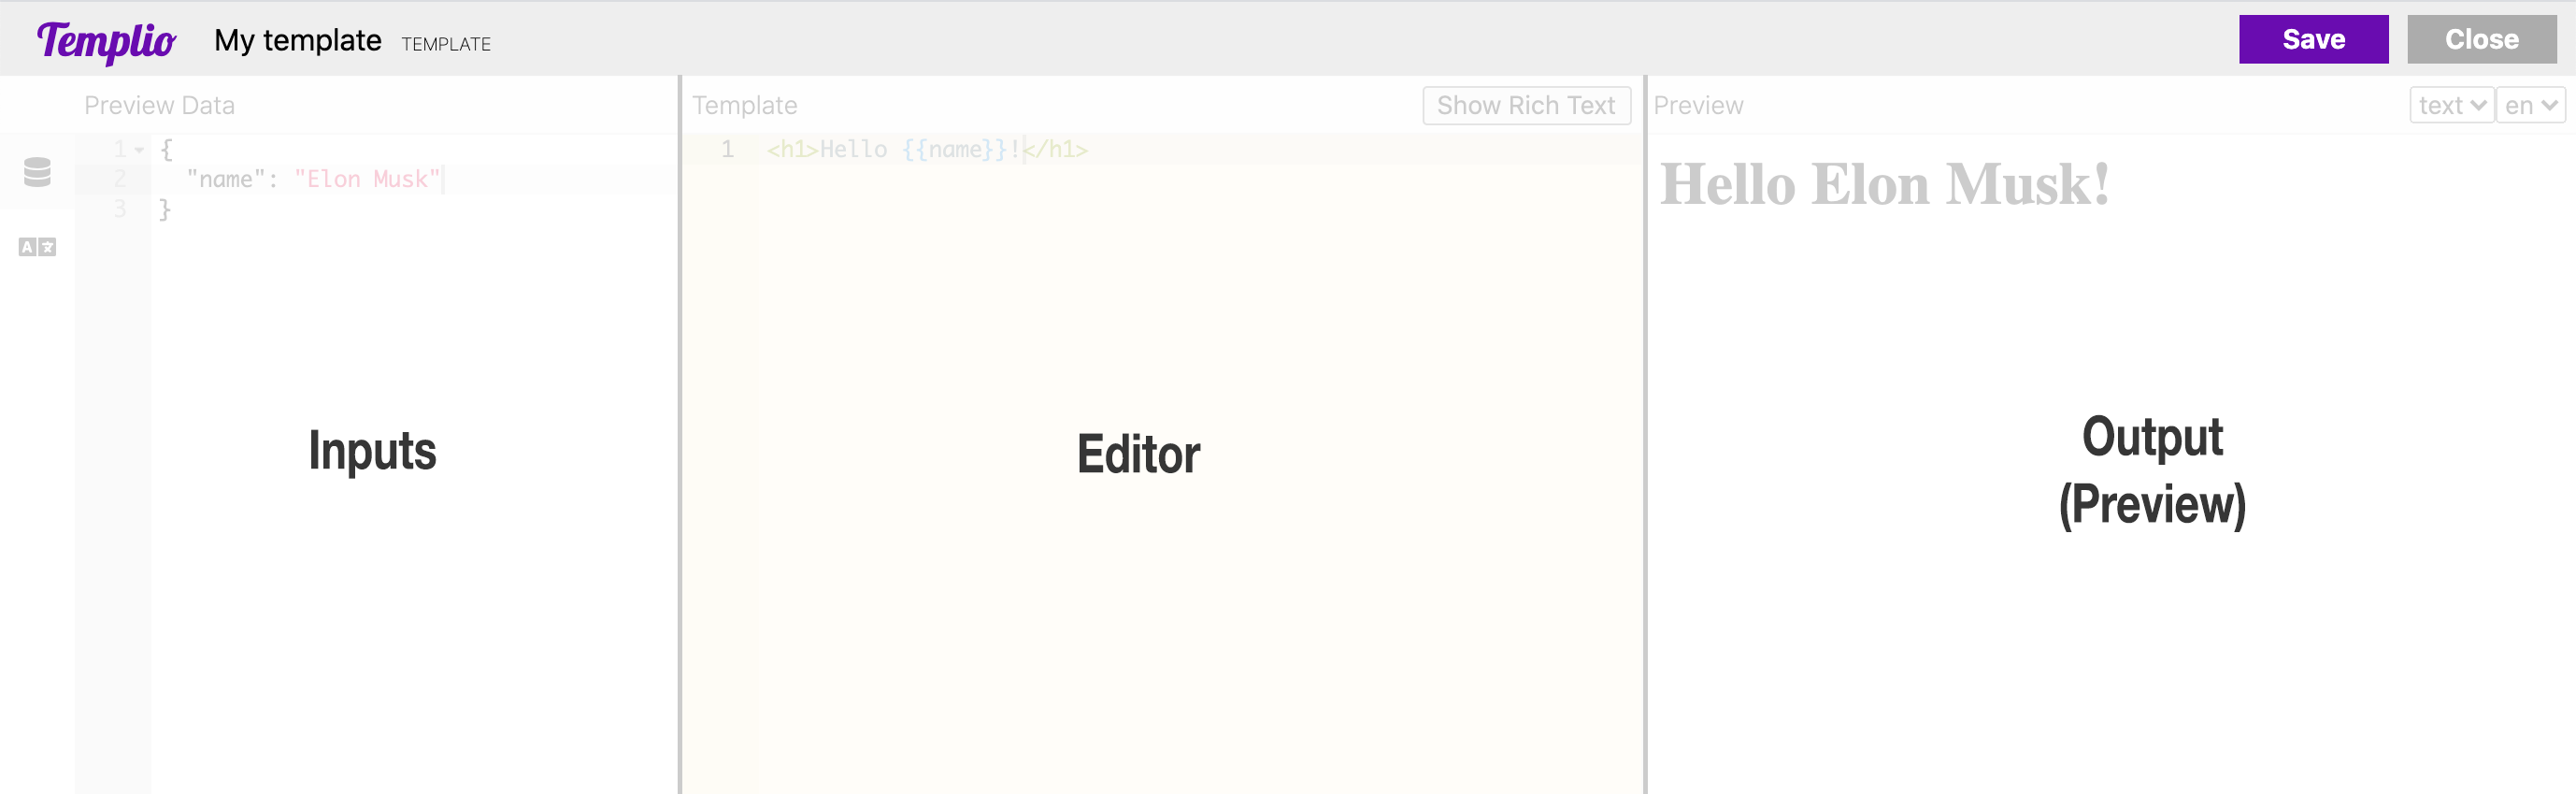 Templio My template TEMPLATE Save Close
Preview Data
1 {
2 "name": "Elon Musk"
3 }
A 文
Inputs
Template Show Rich Text
1 <h1>Hello {{name}}!</h1>
Editor
Preview text en
Hello Elon Musk!
Output
(Preview)